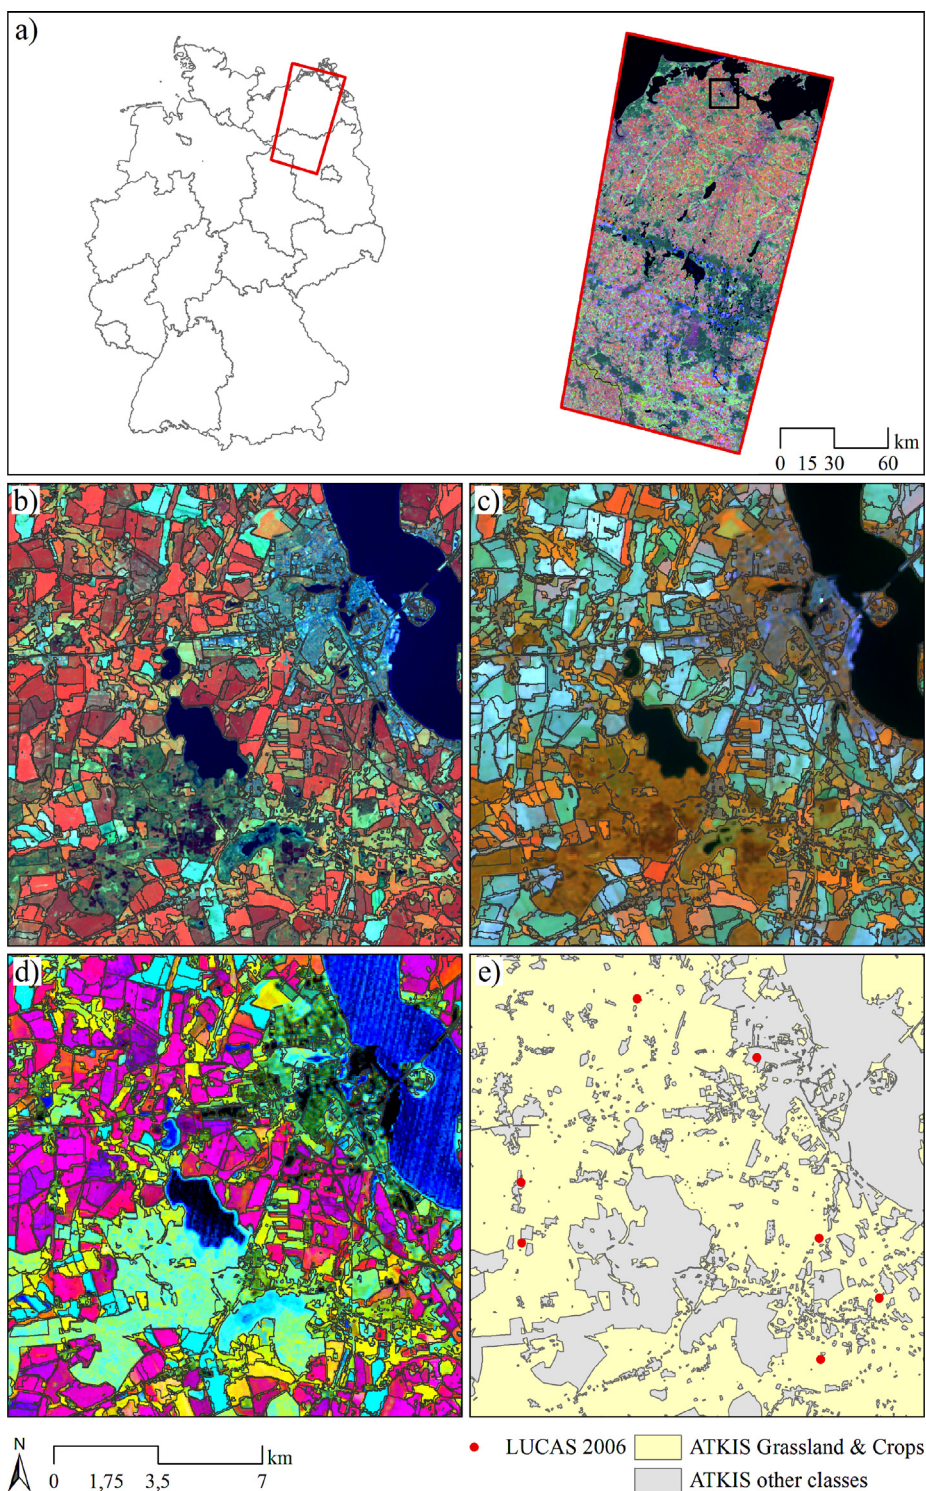 a)
km
0 15 30 60
b)
c)
d)
e)
N
km
0 1,75 3,5 7
LUCAS 2006
ATKIS Grassland & Crops
ATKIS other classes